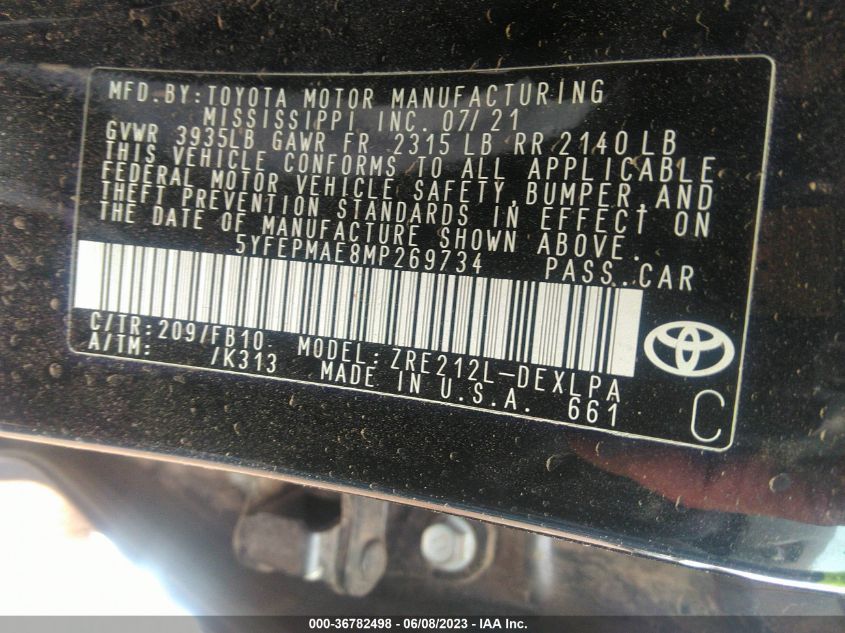 MFD.BY:TOYOTA MOTOR MANUFACTURING
MISSISSIPPI INC. 07/21
GVWR 3935LB GAWR FR 2315 LB RR 2140 LB
THIS VEHICLE CONFORMS TO ALL APPLICABLE
FEDERAL MOTOR VEHICLE SAFETY,BUMPER,AND
THEFT PREVENTION STANDARDS IN EFFECT ON
THE DATE OF MANUFACTURE SHOWN ABOVE.
5YFEPMAE8MP269734 PASS.CAR
C/TR:209/FB10 MODEL: ZRE212L-DEXLPA
A/TM: /K313 MADE IN U.S.A. 661
C
000-36782498 - 06/08/2023 - IAA Inc.